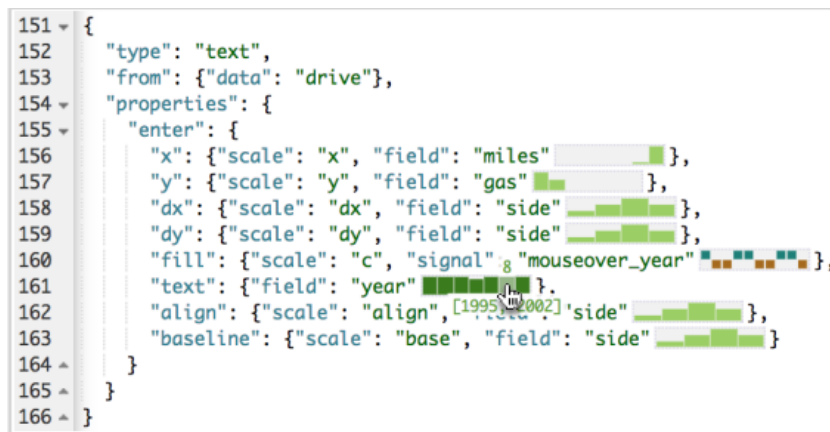 151 {
152 "type": "text",
153 "from": {"data": "drive"},
154 "properties": {
155 "enter": {
156 "x": {"scale": "x", "field": "miles" },
157 "y": {"scale": "y", "field": "gas" },
158 "dx": {"scale": "dx", "field": "side" },
159 "dy": {"scale": "dy", "field": "side" },
160 "fill": {"scale": "c", "signal": "mouseover_year" },
8
161 "text": {"field": "year" }.
[1995, 2002]
162 "align": {"scale": "align", 'side" },
163 "baseline": {"scale": "base", "field": "side" }
164 }
165 }
166 }